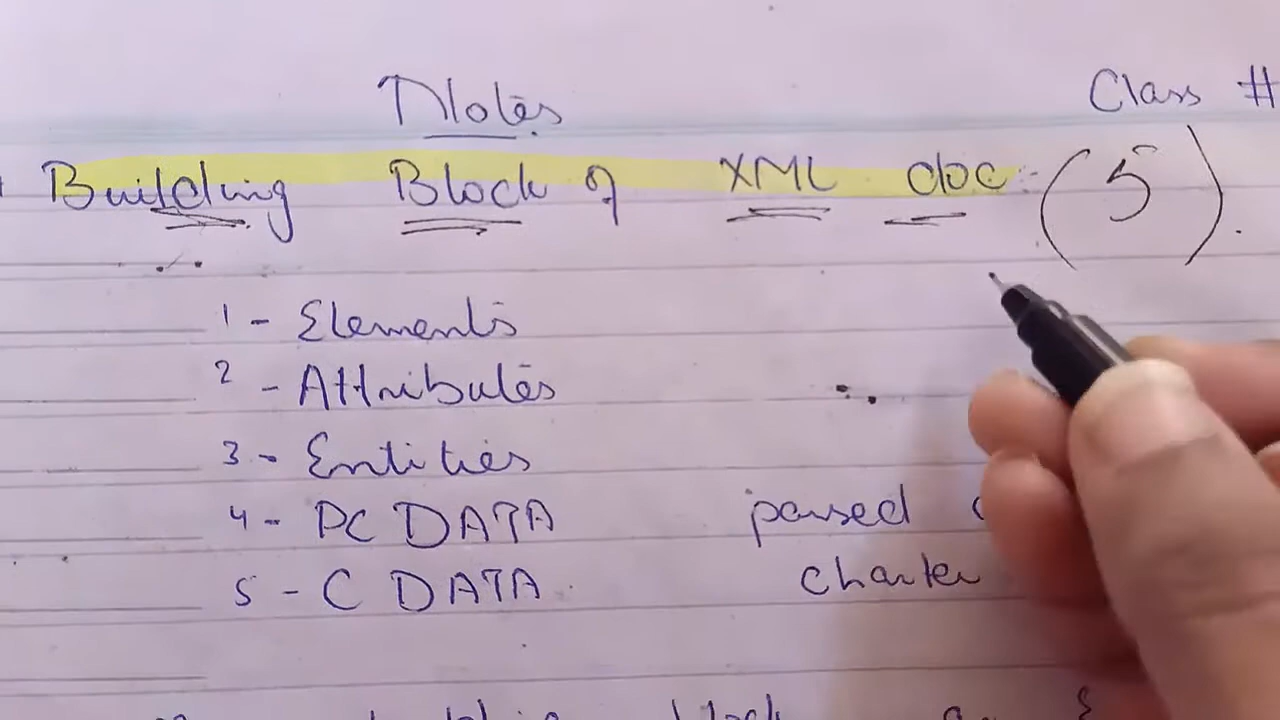 Notes
Class #
Building Block of XML doc :- (5).
1 - Elements
2 - Attributes
3 - Entities
4 - PC DATA parsed
5 - C DATA charter
block